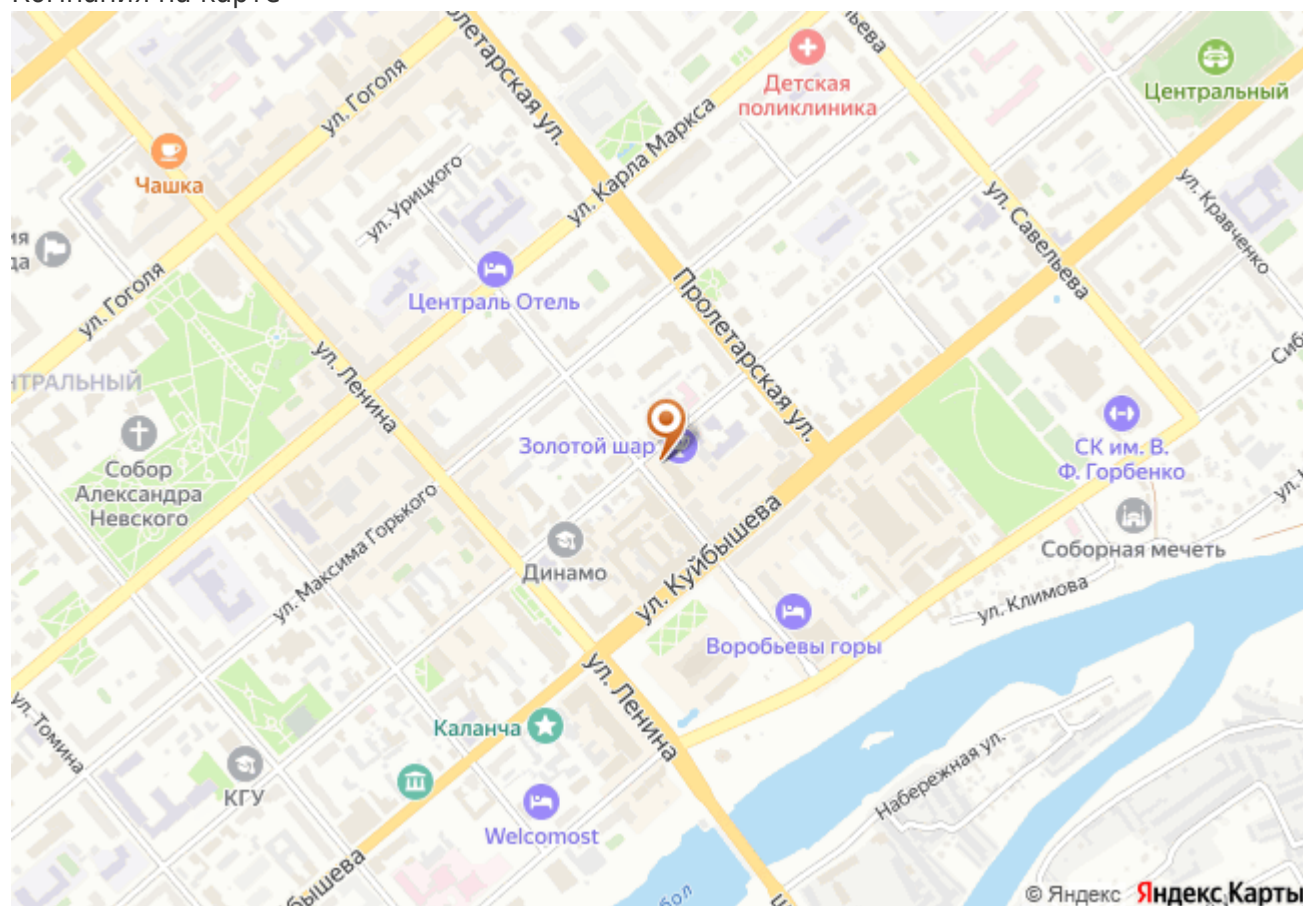 Компания на карте
Пролетарская ул.
ул. Гоголя
Детская
поликлиника
Центральный
ул. Карла Маркса
Чашка
ул. Урицкого
ул. Савельева
ул. Кравченко
Централь Отель
Пролетарская ул.
ул. Гоголя
ул. Ленина
Золотой шар
СК им. В.
Ф. Горбенко
Собор
Александра
Невского
ул. Максима Горького
Динамо
ул. Куйбышева
Соборная мечеть
ул. Климова
Воробьевы горы
ул. Ленина
Каланча
ул. Томина
КГУ
Набережная ул.
Welcomost
© Яндекс Яндекс Карты